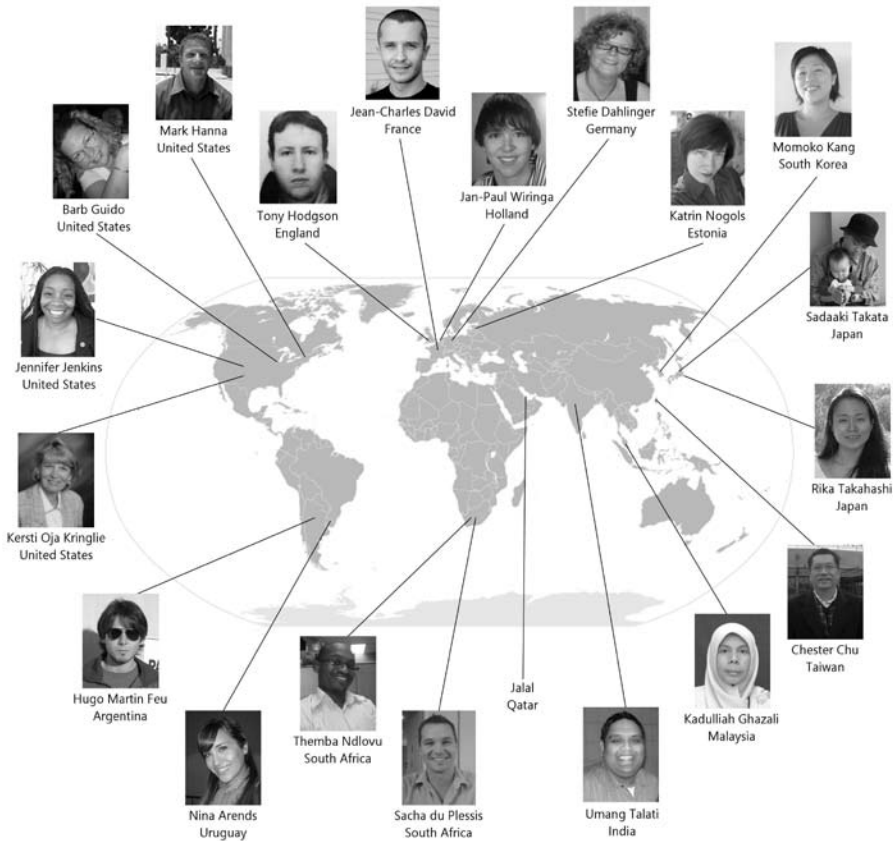 Jean-Charles David
France
Stefie Dahlinger
Germany
Mark Hanna
United States
Momoko Kang
South Korea
Barb Guido
United States
Tony Hodgson
England
Jan-Paul Wiringa
Holland
Katrin Nogols
Estonia
Sadaaki Takata
Japan
Jennifer Jenkins
United States
Rika Takahashi
Japan
Kersti Oja Kringlie
United States
Chester Chu
Taiwan
Hugo Martin Feu
Argentina
Jalal
Qatar
Kadulliah Ghazali
Malaysia
Themba Ndlovu
South Africa
Nina Arends
Uruguay
Sacha du Plessis
South Africa
Umang Talati
India